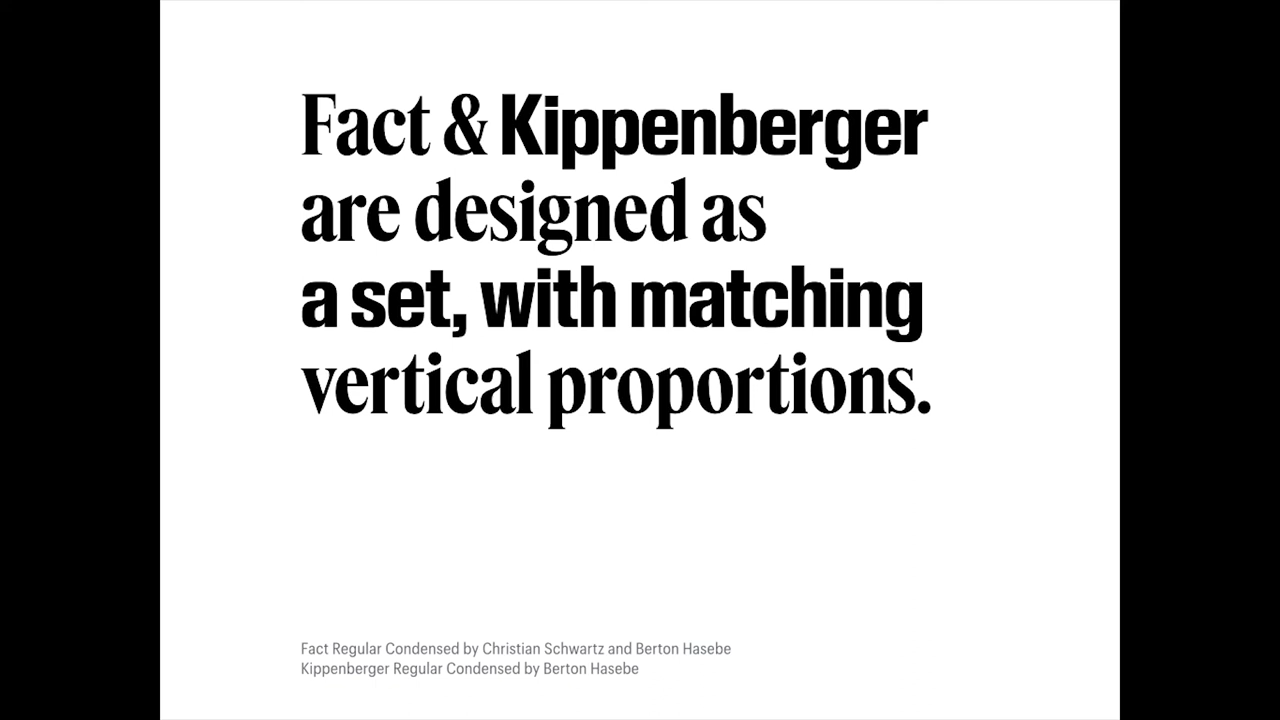 Fact & Kippenberger
are designed as
a set, with matching
vertical proportions.
Fact Regular Condensed by Christian Schwartz and Berton Hasebe
Kippenberger Regular Condensed by Berton Hasebe